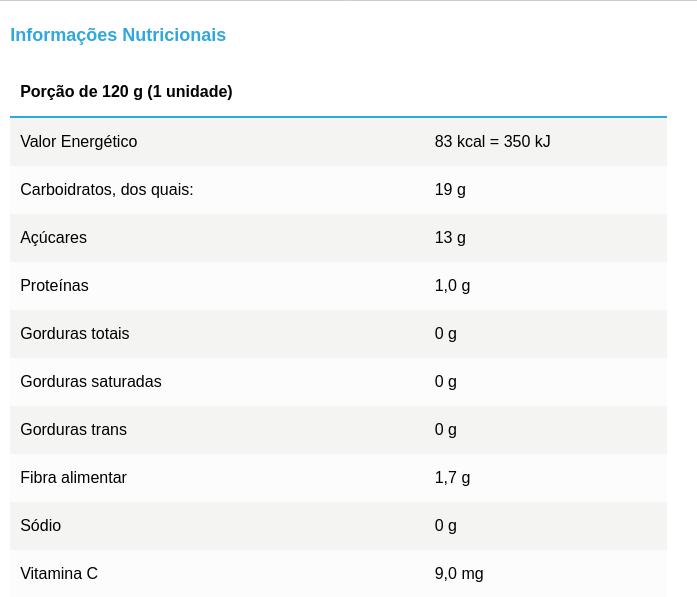 Informações Nutricionais
Porção de 120 g (1 unidade)
Valor Energético 83 kcal = 350 kJ
Carboidratos, dos quais: 19 g
Açúcares 13 g
Proteínas 1,0 g
Gorduras totais 0 g
Gorduras saturadas 0 g
Gorduras trans 0 g
Fibra alimentar 1,7 g
Sódio 0 g
Vitamina C 9,0 mg